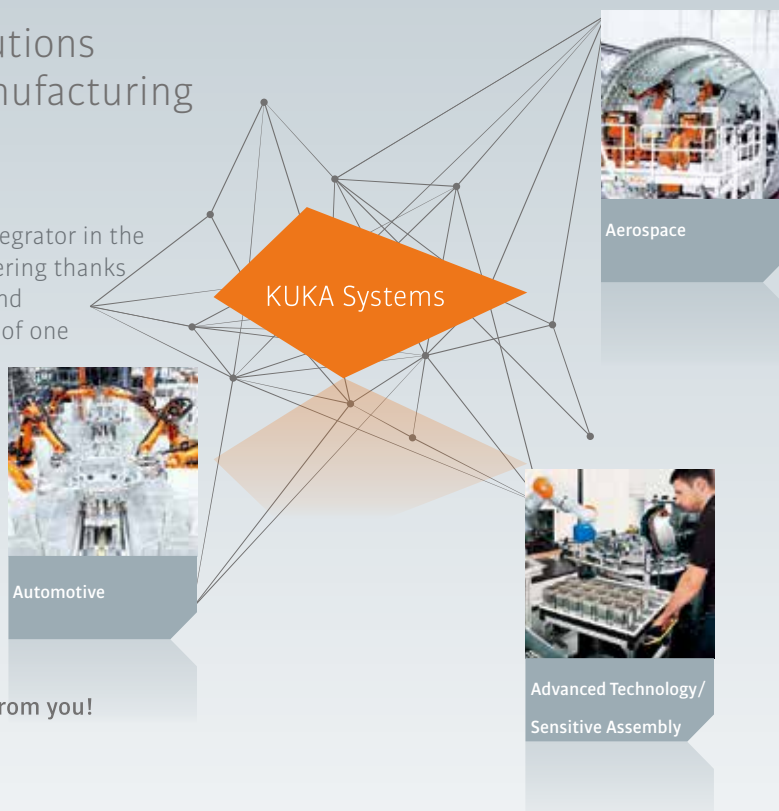 utions
nufacturing
egrator in the
ering thanks
nd
of one
KUKA Systems
Aerospace
Automotive
Advanced Technology/
Sensitive Assembly
rom you!